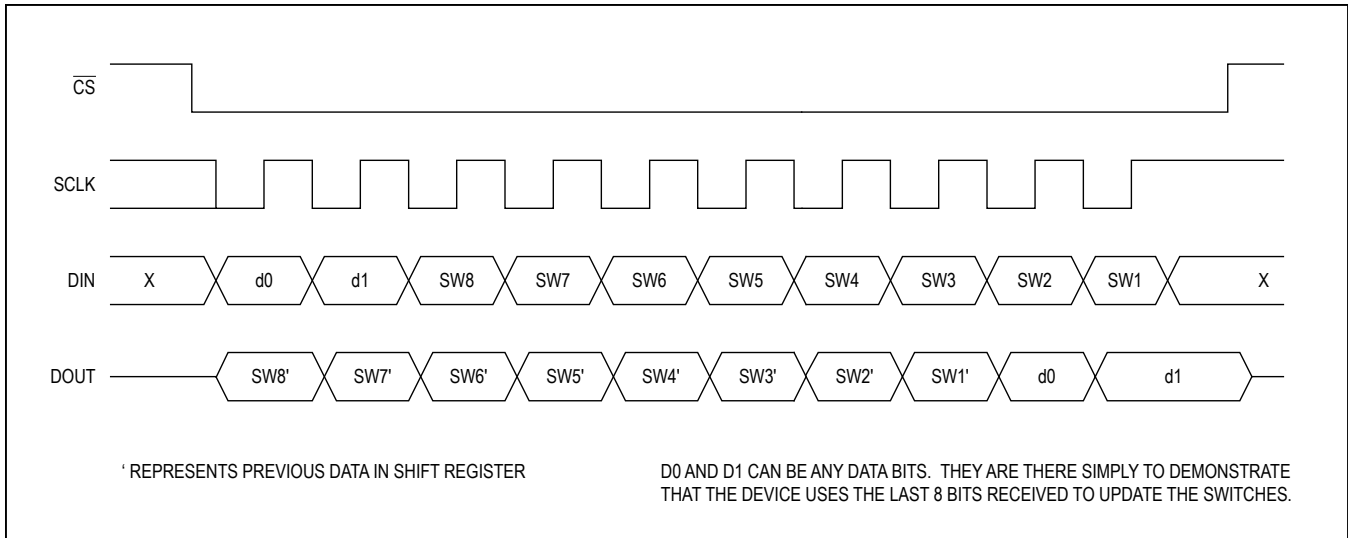 CS
SCLK
DIN X d0 d1 SW8 SW7 SW6 SW5 SW4 SW3 SW2 SW1 X
DOUT SW8' SW7' SW6' SW5' SW4' SW3' SW2' SW1' d0 d1
‘ REPRESENTS PREVIOUS DATA IN SHIFT REGISTER
D0 AND D1 CAN BE ANY DATA BITS. THEY ARE THERE SIMPLY TO DEMONSTRATE
THAT THE DEVICE USES THE LAST 8 BITS RECEIVED TO UPDATE THE SWITCHES.